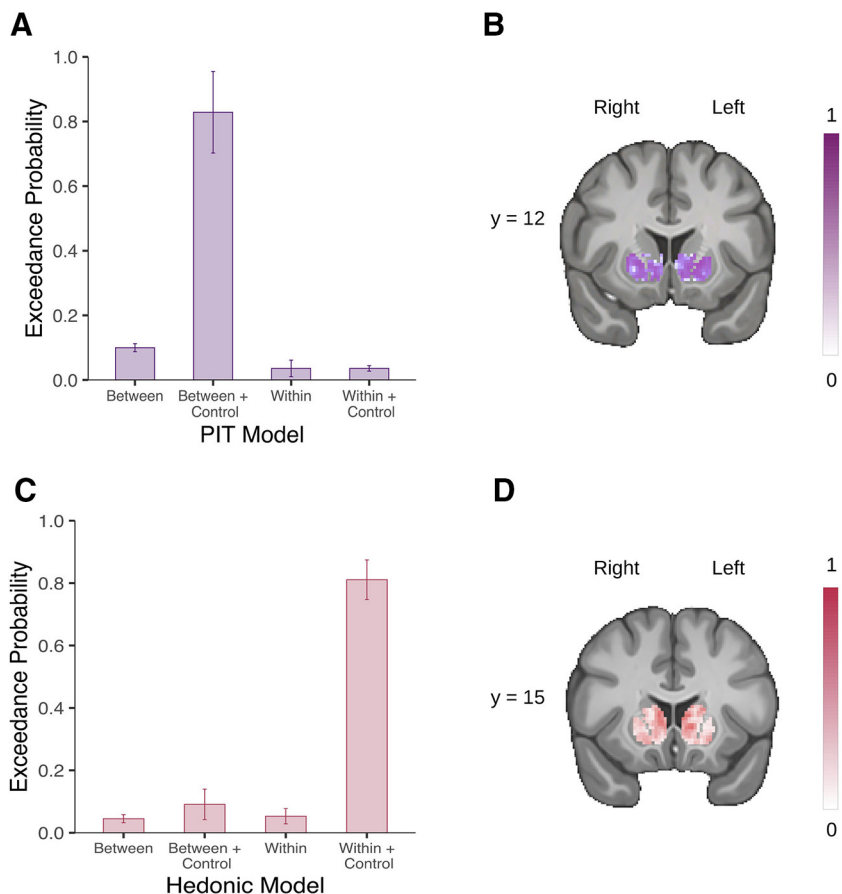 A
1.0
0.8
0.6
0.4
0.2
0.0
Exceedance Probability
Between
Between +
Control
Within
Within +
Control
PIT Model
B
Right Left
y = 12
1
0
C
1.0
0.8
0.6
0.4
0.2
0.0
Exceedance Probability
Between
Between +
Control
Within
Within +
Control
Hedonic Model
D
Right Left
y = 15
1
0